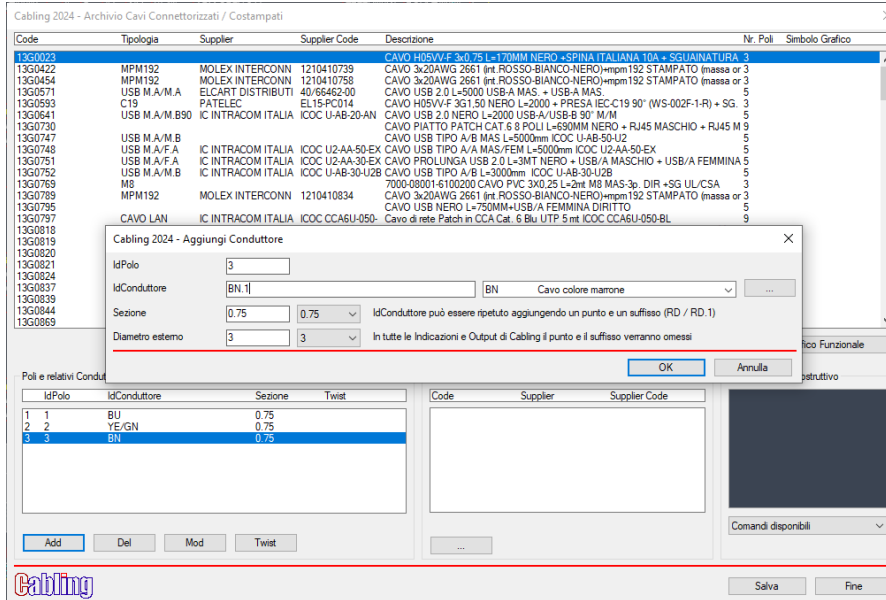 Cabling 2024 - Archivio Cavi Connettorizzati / Costampati
Code Tipologia Supplier Supplier Code Descrizione Nr. Poli Simbolo Grafico
13G0023 CAVO H05VV-F 3x0,75 L=170MM NERO +SPINA ITALIANA 10A + SGUAINATURA 3
13G0422 MPM192 MOLEX INTERCONN 1210410739 CAVO 3x20AWG 2661 (int.ROSSO-BIANCO-NERO)+mpm192 STAMPATO (massa or 3
13G0454 MPM192 MOLEX INTERCONN 1210410758 CAVO 3x20AWG 2661 (int.ROSSO-BIANCO-NERO)+mpm192 STAMPATO (massa or 3
13G0571 USB M.A/M.A ELCART DISTRIBUTI 40/66462-00 CAVO USB 2.0 L=5000 USB-A MAS. + USB-A MAS. 5
13G0593 C19 PATELEC EL15-PC014 CAVO H05VV-F 3G1,50 NERO L=2000 + PRESA IEC-C19 90° (WS-002F-1-R) + SG. 3
13G0641 USB M.A/M.B90 IC INTRACOM ITALIA ICOC U-AB-20-AN CAVO USB 2.0 NERO L=2000 USB-A/USB-B 90° M/M 5
13G0730 CAVO PIATTO PATCH CAT.6 8 POLI L=690MM NERO + RJ45 MASCHIO + RJ45 M 9
13G0747 USB M.A/M.B CAVO USB TIPO A/B MAS L=5000mm ICOC U-AB-50-U2 5
13G0748 USB M.A/F.A IC INTRACOM ITALIA ICOC U2-AA-50-EX CAVO USB TIPO A/A MAS/FEM L=5000mm ICOC U2-AA-50-EX 5
13G0751 USB M.A/F.A IC INTRACOM ITALIA ICOC U2-AA-30-EX CAVO PROLUNGA USB 2.0 L=3MT NERO + USB/A MASCHIO + USB/A FEMMINA 5
13G0752 USB M.A/M.B IC INTRACOM ITALIA ICOC U-AB-30-U2B CAVO USB TIPO A/B L=3000mm ICOC U-AB-30-U2B 5
13G0769 M8 7000-08001-6100200 CAVO PVC 3X0,25 L=2mt M8 MAS-3p. DIR +SG UL/CSA 3
13G0789 MPM192 MOLEX INTERCONN 1210410834 CAVO 3x20AWG 2661 (int.ROSSO-BIANCO-NERO)+mpm192 STAMPATO (massa or 3
13G0795 CAVO USB NERO L=750MM+USB/A FEMMINA DIRITTO 5
13G0797 CAVO LAN IC INTRACOM ITALIA ICOC CCA6U-050- Cavo di rete Patch in CCA Cat. 6 Blu UTP 5 mt ICOC CCA6U-050-BL 9
13G0818
13G0819
13G0820
13G0821
13G0824
13G0837
13G0839
13G0844
13G0869
Cabling 2024 - Aggiungi Conduttore
IdPolo 3
IdConduttore BN.1 BN Cavo colore marrone ...
Sezione 0.75 0.75 IdConduttore può essere ripetuto aggiungendo un punto e un suffisso (RD / RD.1)
Diametro esterno 3 3 In tutte le Indicazioni e Output di Cabling il punto e il suffisso verranno omessi
OK Annulla
fico Funzionale
Poli e relativi Condut
ostruttivo
IdPolo IdConduttore Sezione Twist
1 1 BU 0.75
2 2 YE/GN 0.75
3 3 BN 0.75
Code Supplier Supplier Code
Comandi disponibili
Add Del Mod Twist
...
Cabling
Salva Fine